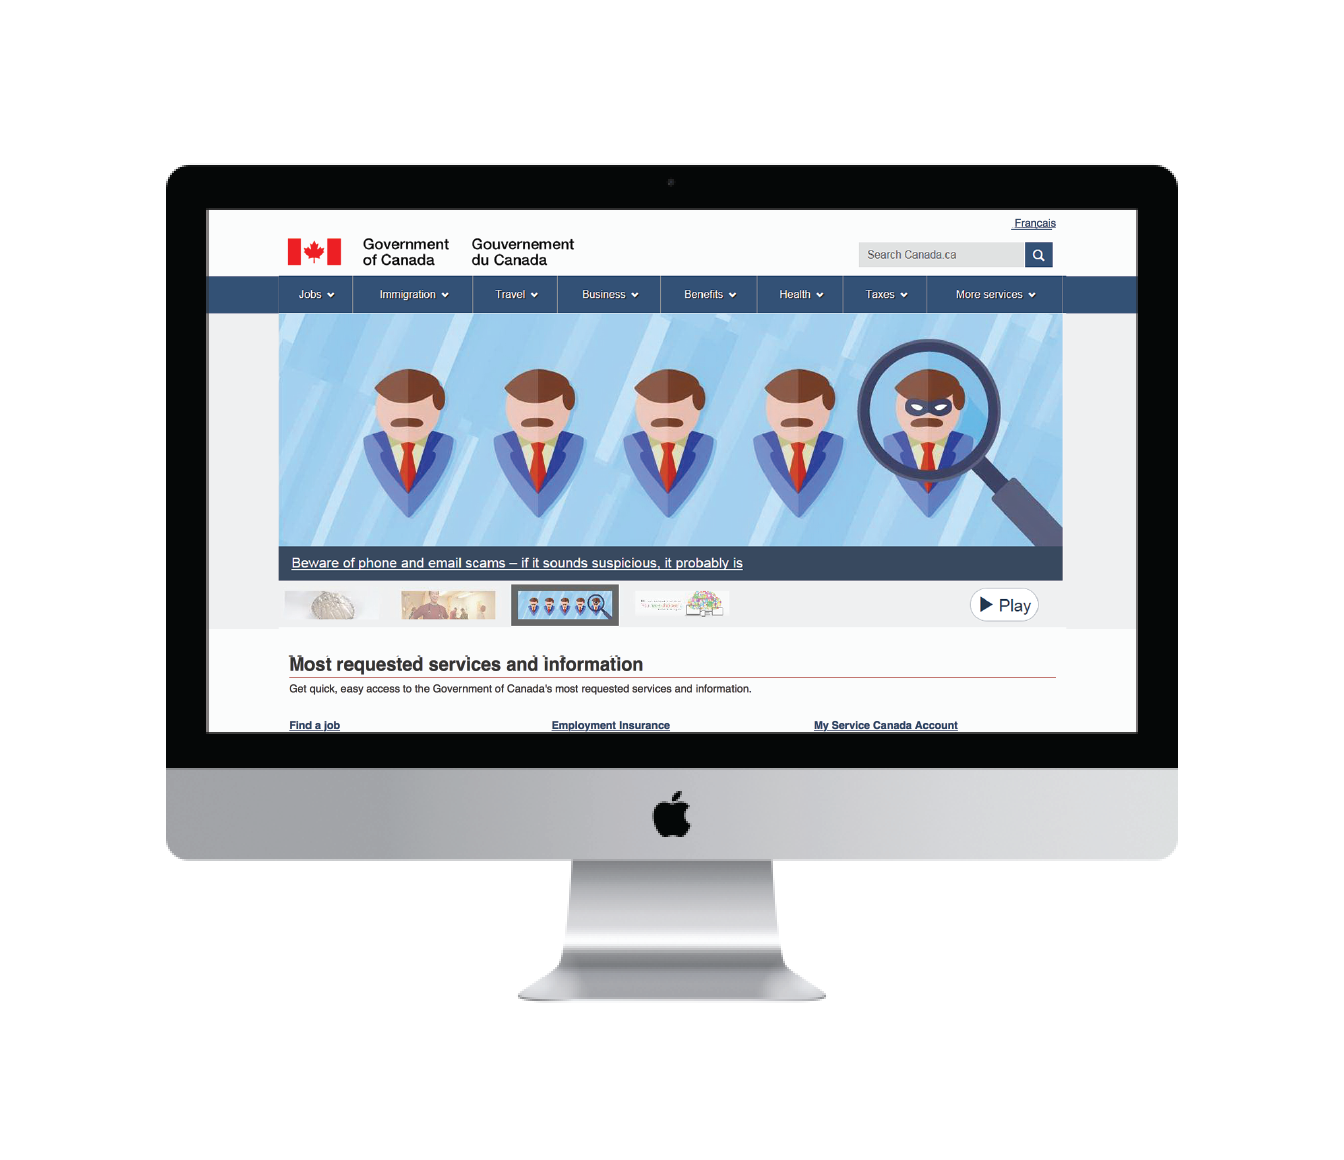 Français
Government
of Canada
Gouvernement
du Canada
Search Canada.ca
Jobs
Immigration
Travel
Business
Benefits
Health
Taxes
More services
Beware of phone and email scams – if it sounds suspicious, it probably is
Play
Most requested services and information
Get quick, easy access to the Government of Canada's most requested services and information.
Find a job
Employment Insurance
My Service Canada Account